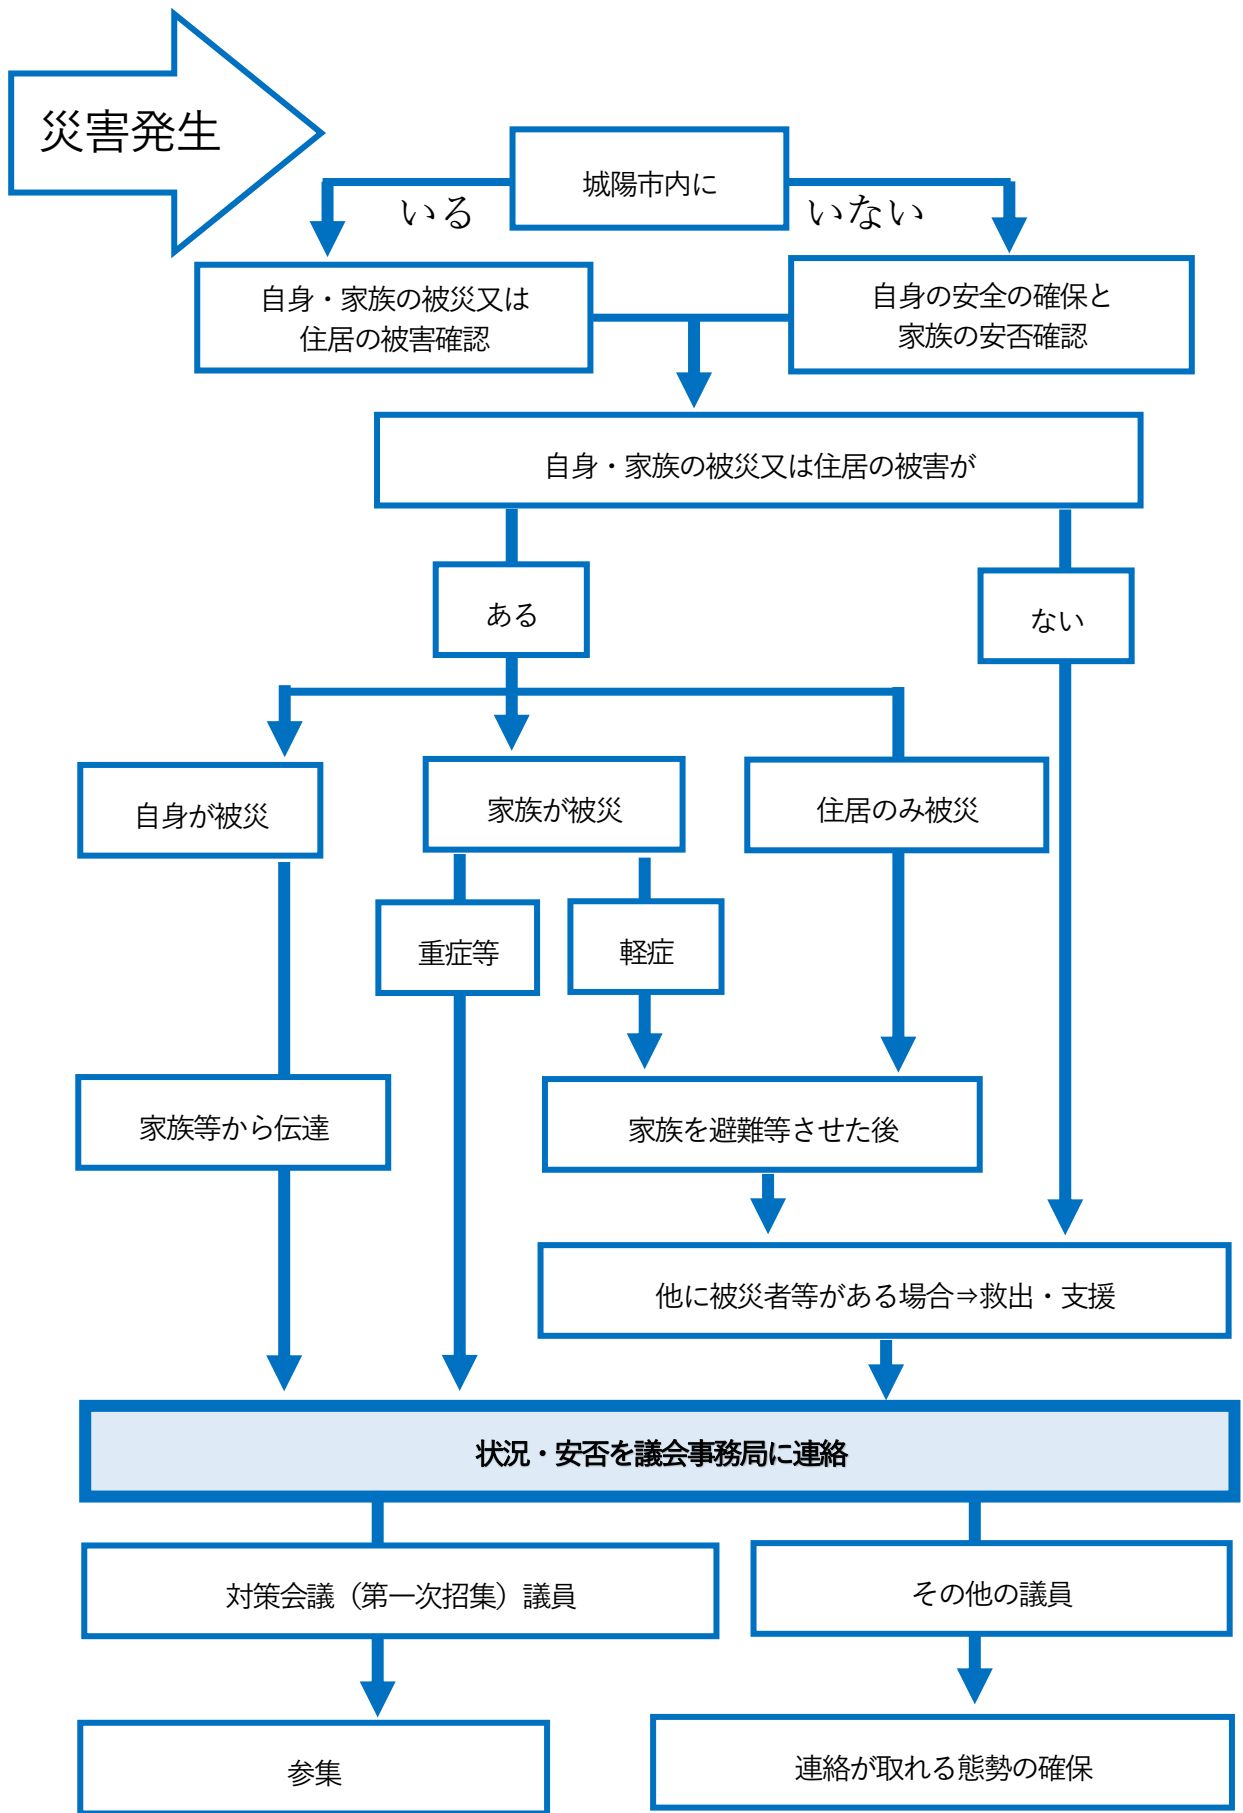 災害発生
城陽市内に
いる
いない
自身・家族の被災又は
住居の被害確認
自身の安全の確保と
家族の安否確認
自身・家族の被災又は住居の被害が
ある
ない
自身が被災
家族が被災
住居のみ被災
重症等
軽症
家族等から伝達
家族を避難等させた後
他に被災者等がある場合⇒救出・支援
状況・安否を議会事務局に連絡
対策会議（第一次招集）議員
その他の議員
参集
連絡が取れる態勢の確保